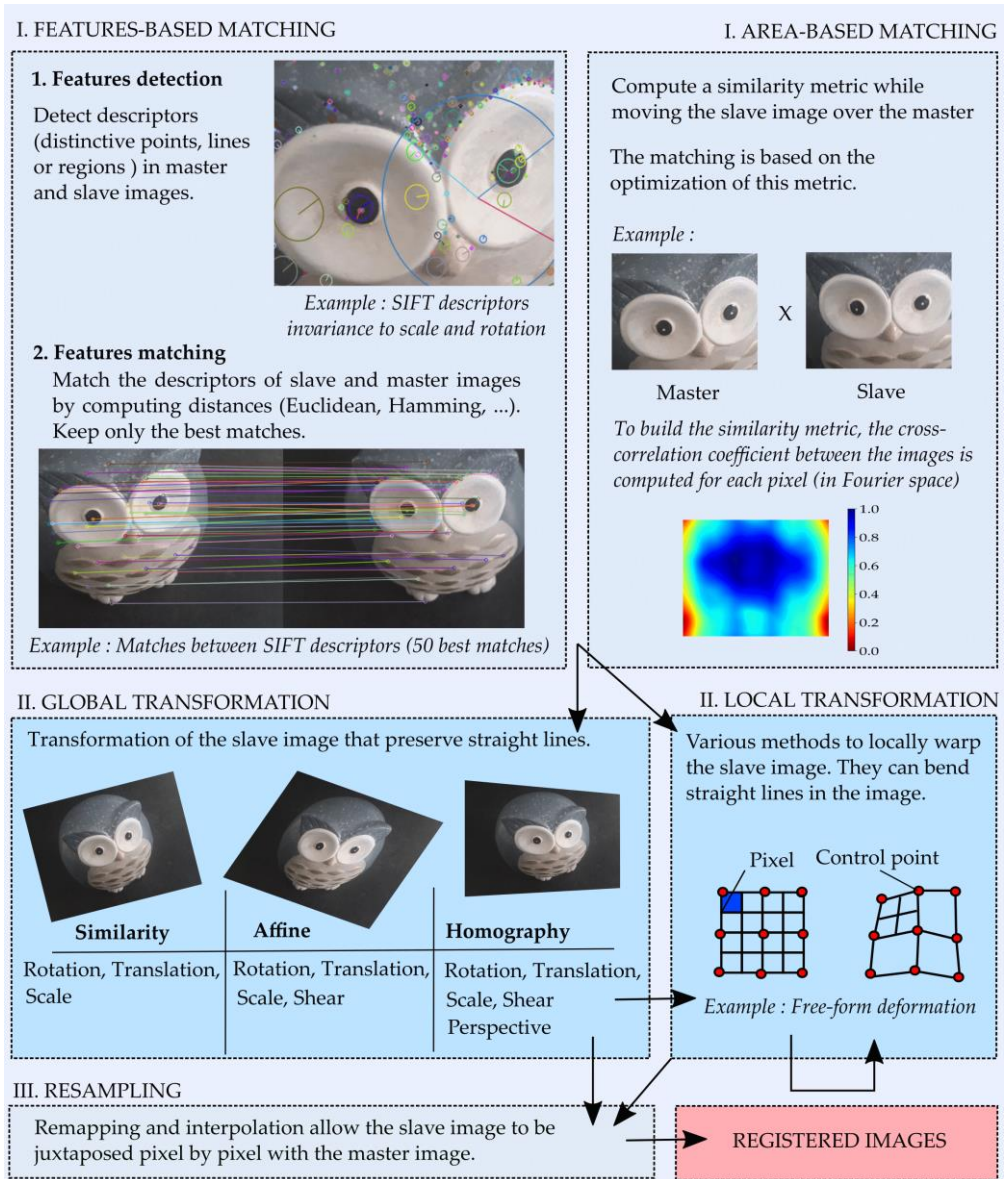 I. FEATURES-BASED MATCHING
1. Features detection
Detect descriptors
(distinctive points, lines
or regions ) in master
and slave images.
Example : SIFT descriptors
invariance to scale and rotation
2. Features matching
Match the descriptors of slave and master images
by computing distances (Euclidean, Hamming, ...).
Keep only the best matches.
Example : Matches between SIFT descriptors (50 best matches)
I. AREA-BASED MATCHING
Compute a similarity metric while
moving the slave image over the master
The matching is based on the
optimization of this metric.
Example :
X
Master
Slave
To build the similarity metric, the cross-
correlation coefficient between the images is
computed for each pixel (in Fourier space)
1.0
0.8
0.6
0.4
0.2
0.0
II. GLOBAL TRANSFORMATION
Transformation of the slave image that preserve straight lines.
Similarity
Affine
Homography
Rotation, Translation,
Scale
Rotation, Translation,
Scale, Shear
Rotation, Translation,
Scale, Shear
Perspective
II. LOCAL TRANSFORMATION
Various methods to locally warp
the slave image. They can bend
straight lines in the image.
Pixel
Control point
Example : Free-form deformation
III. RESAMPLING
Remapping and interpolation allow the slave image to be
juxtaposed pixel by pixel with the master image.
REGISTERED IMAGES